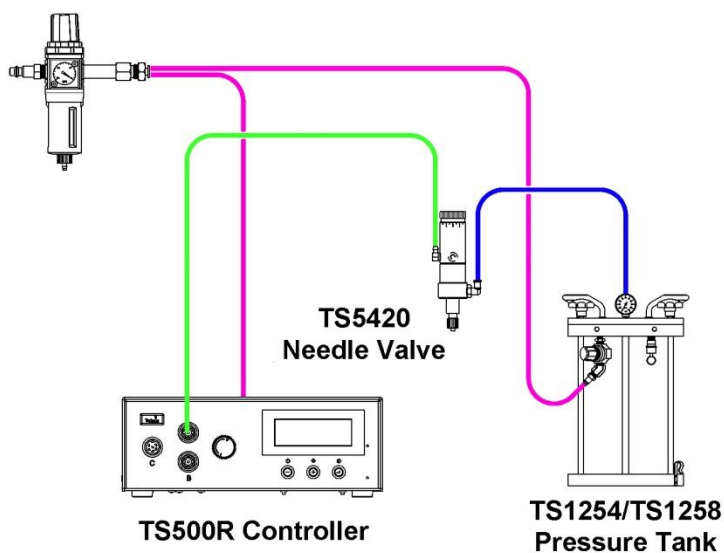 TS5420
Needle Valve
C
B
TS500R Controller
TS1254/TS1258
Pressure Tank